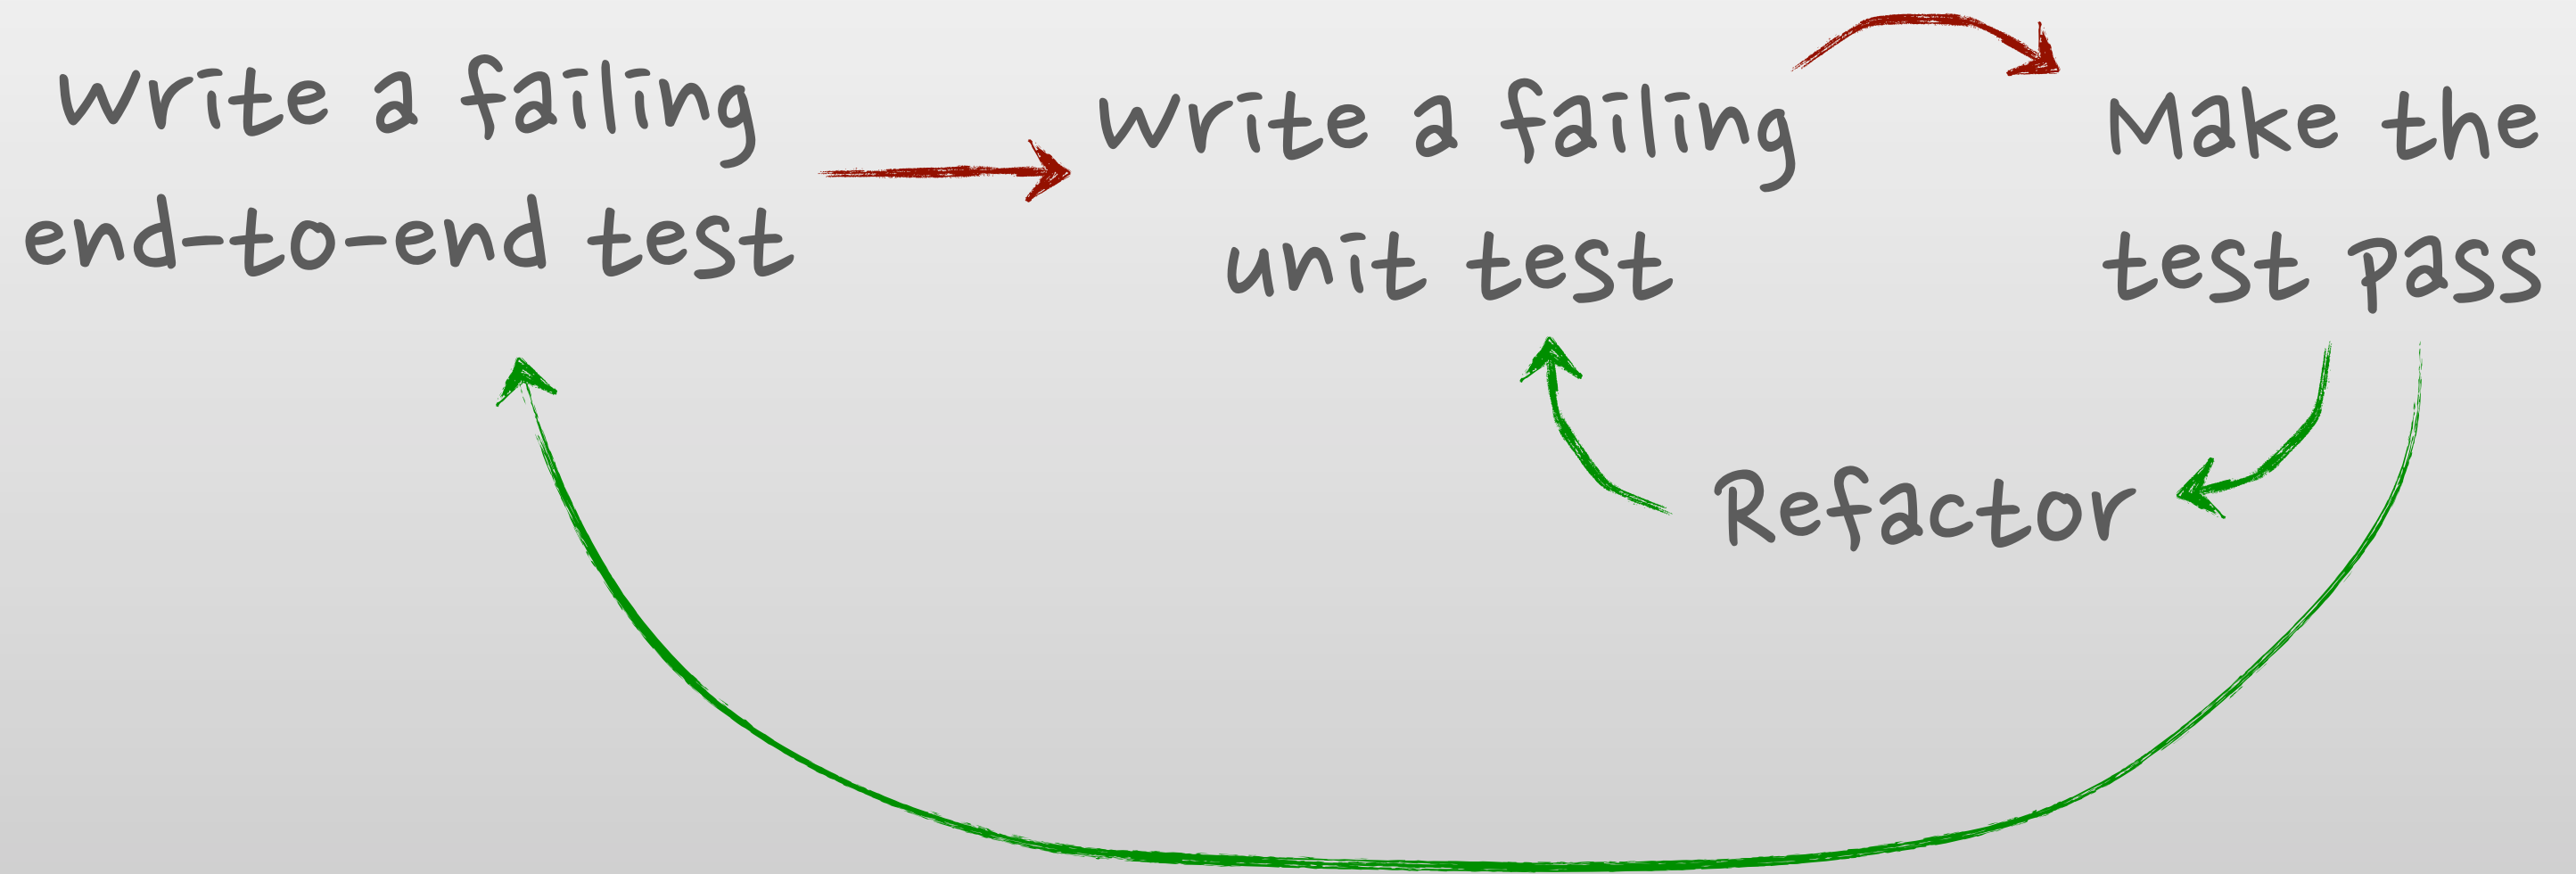 Write a failing
end-to-end test
Write a failing
unit test
Make the
test pass
Refactor